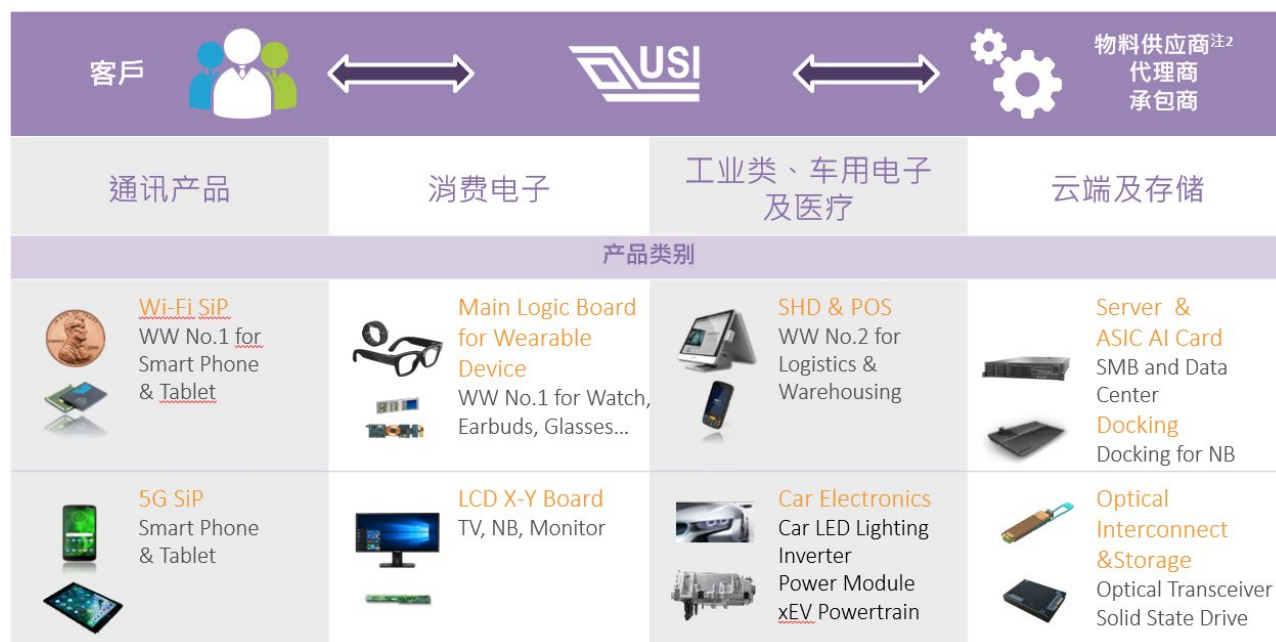 客戶
USI
物料供应商注2
代理商
承包商
通讯产品
消费电子
工业类、车用电子
及医疗
云端及存储
产品类别
Wi-Fi SiP
WW No.1 for
Smart Phone
& Tablet
Main Logic Board
for Wearable
Device
WW No.1 for Watch,
Earbuds, Glasses...
SHD & POS
WW No.2 for
Logistics &
Warehousing
Server &
ASIC AI Card
SMB and Data
Center
Docking
Docking for NB
5G SiP
Smart Phone
& Tablet
LCD X-Y Board
TV, NB, Monitor
Car Electronics
Car LED Lighting
Inverter
Power Module
xEV Powertrain
Optical
Interconnect
&Storage
Optical Transceiver
Solid State Drive